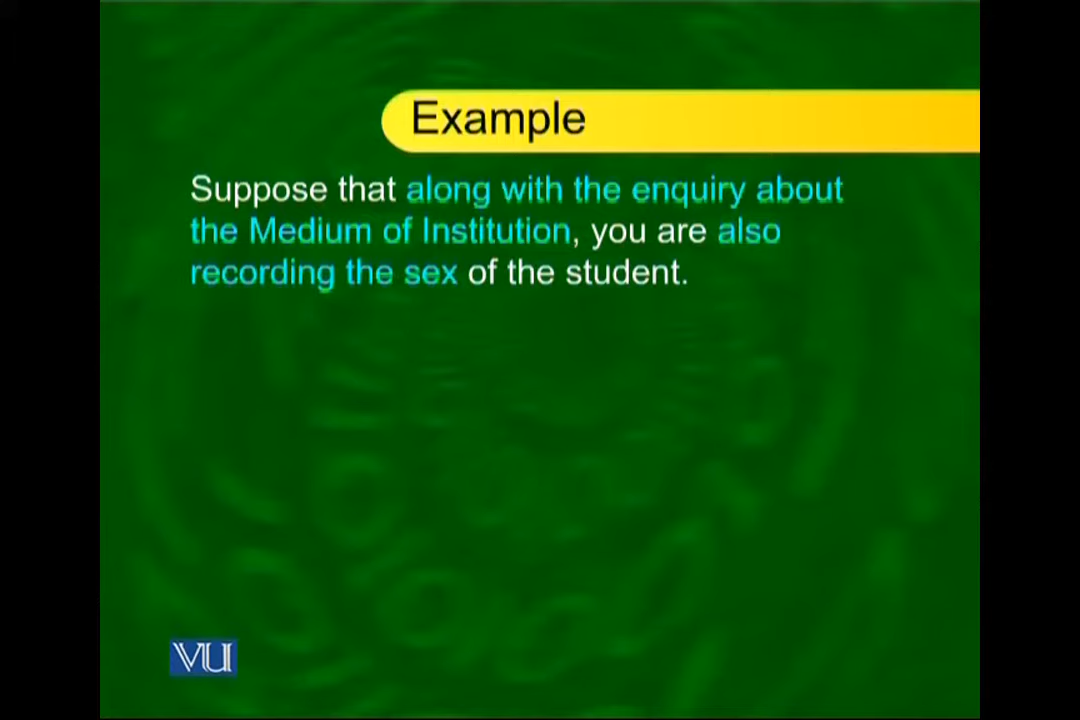 Example
Suppose that along with the enquiry about
the Medium of Institution, you are also
recording the sex of the student.
VU